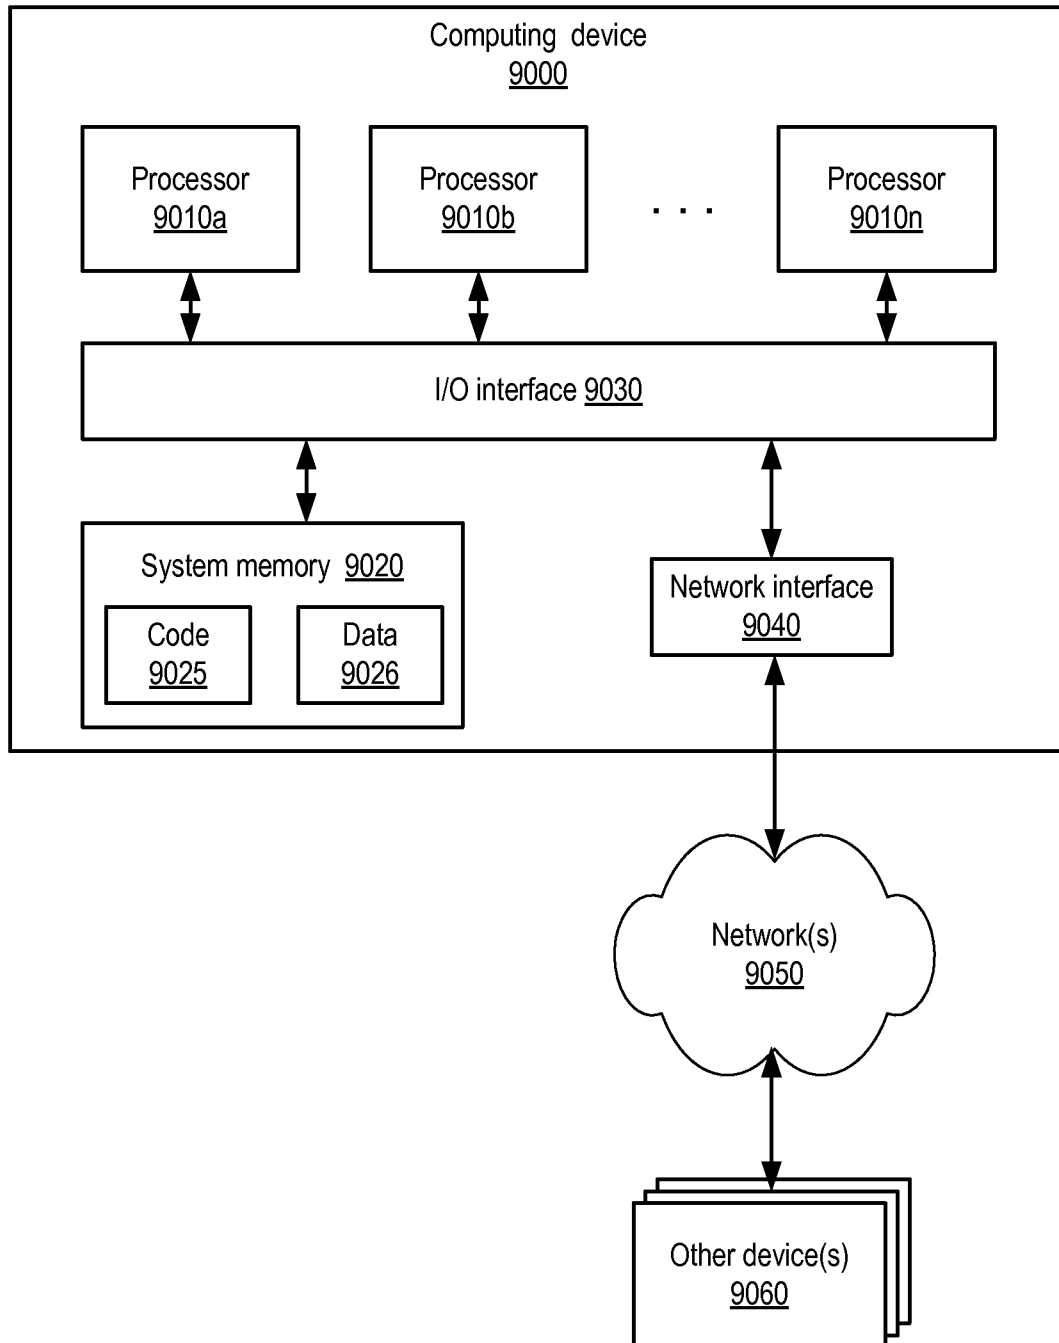 Computing device
9000
Processor
9010a
Processor
9010b
. . .
Processor
9010n
I/O interface 9030
System memory 9020
Code
9025
Data
9026
Network interface
9040
Network(s)
9050
Other device(s)
9060